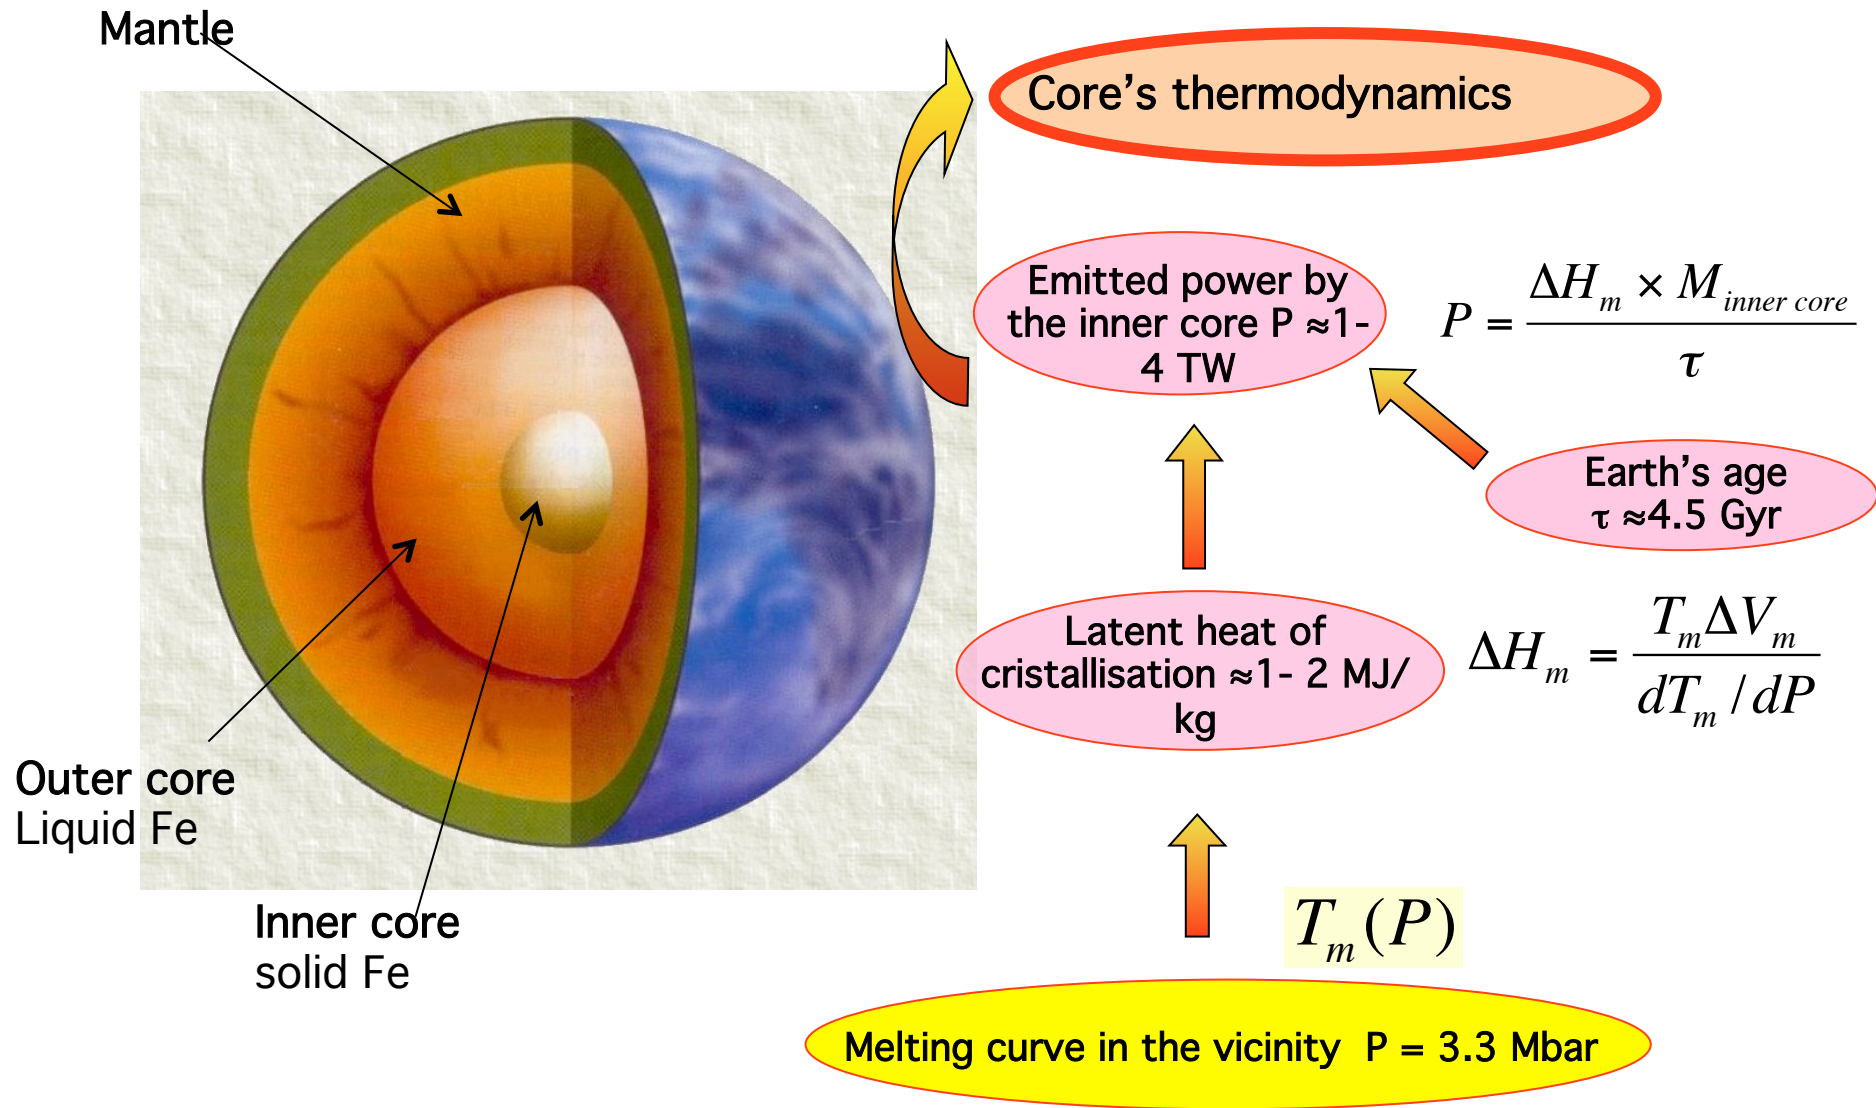 Mantle
Core’s thermodynamics
Emitted power by
the inner core P ≈1-
4 TW
P = ΔH_m × M_inner core / τ
Earth’s age
τ ≈4.5 Gyr
Latent heat of
cristallisation ≈1- 2 MJ/
kg
ΔH_m = T_mΔV_m / dT_m / dP
Outer core
Liquid Fe
Inner core
solid Fe
T_m(P)
Melting curve in the vicinity P = 3.3 Mbar